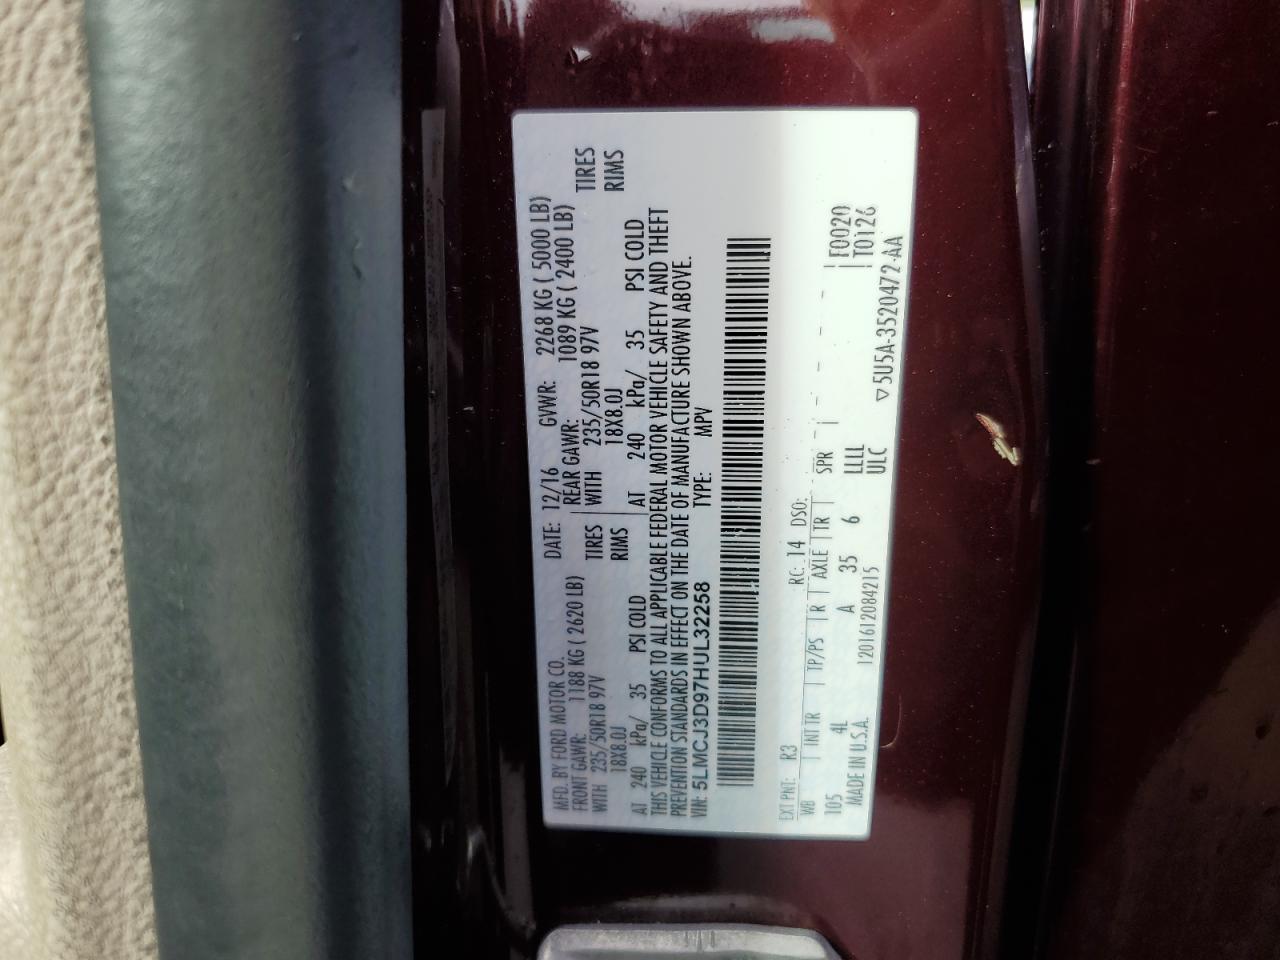 MFD. BY FORD MOTOR CO. DATE: 12/16 GVWR: 2268 KG ( 5000 LB)
FRONT GAWR: 1188 KG ( 2620 LB) REAR GAWR: 1089 KG ( 2400 LB)
WITH 235/50R18 97V TIRES WITH 235/50R18 97V TIRES
18X8.0J RIMS 18X8.0J RIMS
AT 240 kPa/ 35 PSI COLD AT 240 kPa/ 35 PSI COLD
THIS VEHICLE CONFORMS TO ALL APPLICABLE FEDERAL MOTOR VEHICLE SAFETY AND THEFT
PREVENTION STANDARDS IN EFFECT ON THE DATE OF MANUFACTURE SHOWN ABOVE.
VIN: 5LMCJ3D97HUL32258 TYPE: MPV
EXT PNT: R3 RC: 14 DSO:
WB INT TR TP/PS R AXLE TR SPR F0020
105 4L A 35 6 LLLL T0126
MADE IN U.S.A. 1201612084215 ULC
▽5U5A-3520472-AA